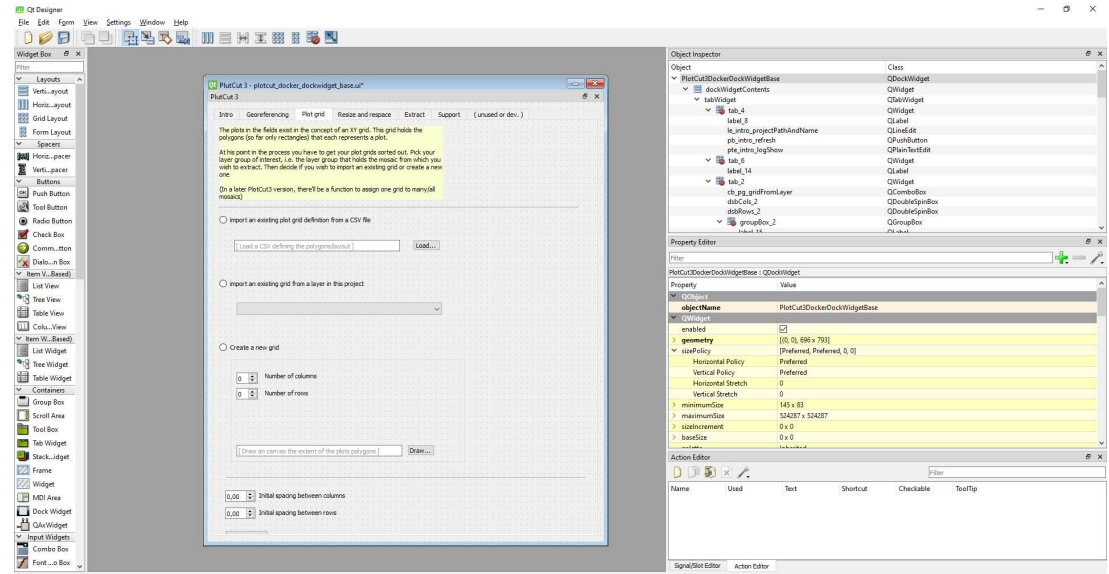 Qt Designer
File Edit Form View Settings Window Help
Widget Box
Filter
Layouts
Verti...ayout
Horiz...ayout
Grid Layout
Form Layout
Spacers
Horiz...pacer
Verti...pacer
Buttons
Push Button
Tool Button
Radio Button
Check Box
Comm...tton
Dialo...n Box
Item V...Based)
List View
Tree View
Table View
Colu...View
Item W...Based)
List Widget
Tree Widget
Table Widget
Containers
Group Box
Scroll Area
Tool Box
Tab Widget
Stack...idget
Frame
Widget
MDI Area
Dock Widget
QAxWidget
Input Widgets
Combo Box
Font ...o Box
PlutCut 3 - plotcut_docker_dockwidget_base.ui*
PlutCut 3
Intro Georeferencing Plot grid Resize and respace Extract Support ( unused or dev. )
The plots in the fields exist in the concept of an XY grid. This grid holds the
polygons (so far only rectangles) that each represents a plot.
At his point in the process you have to get your plot grids sorted out. Pick your
layer group of interest, i.e. the layer group that holds the mosaic from which you
wish to extract. Then decide if you wish to import an existing grid or create a new
one
(In a later PlotCut3 version, there'll be a function to assign one grid to many/all
mosaics)
import an existing plot grid definition from a CSV file
[ Load a CSV defining the polygons/layout ] Load...
import an existing grid from a layer in this project
Create a new grid
0 Number of columns
0 Number of rows
[ Draw on canvas the extent of the plots polygons ] Draw...
0,00 Initial spacing between columns
0,00 Initial spacing between rows
Object Inspector
Object Class
PlotCut3DockerDockWidgetBase QDockWidget
dockWidgetContents QWidget
tabWidget QTabWidget
tab_4 QWidget
label_8 QLabel
le_intro_projectPathAndName QLineEdit
pb_intro_refresh QPushButton
pte_intro_logShow QPlainTextEdit
tab_6 QWidget
label_14 QLabel
tab_2 QWidget
cb_pg_gridFromLayer QComboBox
dsbCols_2 QDoubleSpinBox
dsbRows_2 QDoubleSpinBox
groupBox_2 QGroupBox
label_15 QLabel
Property Editor
Filter
PlotCut3DockerDockWidgetBase : QDockWidget
Property Value
QObject
objectName PlotCut3DockerDockWidgetBase
QWidget
enabled
geometry [(0, 0), 696 x 793]
sizePolicy [Preferred, Preferred, 0, 0]
Horizontal Policy Preferred
Vertical Policy Preferred
Horizontal Stretch 0
Vertical Stretch 0
minimumSize 145 x 83
maximumSize 524287 x 524287
sizeIncrement 0 x 0
baseSize 0 x 0
palette Inherited
Action Editor
Filter
Name Used Text Shortcut Checkable ToolTip
Signal/Slot Editor Action Editor